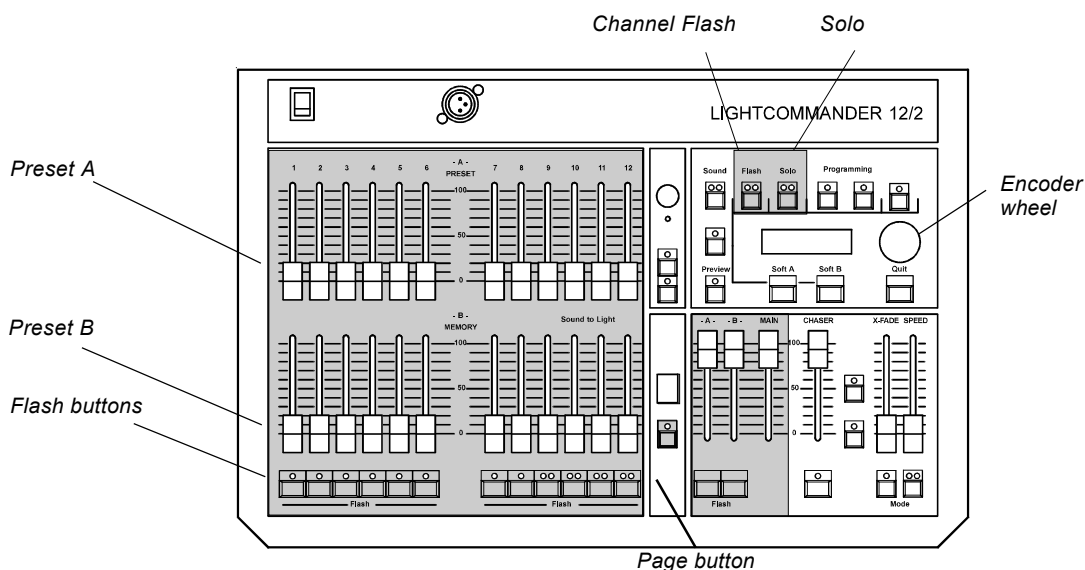 Channel Flash Solo
LIGHTCOMMANDER 12/2
Preset A
1 2 3 4 5 6 - A - PRESET 7 8 9 10 11 12
100
50
0
Sound Flash Solo Programming
Encoder wheel
Preview Soft A Soft B Quit
Preset B
- B - MEMORY Sound to Light
100
50
0
- A - - B - MAIN CHASER X-FADE SPEED
100
50
0
Flash buttons
Flash Flash Flash Mode
Page button